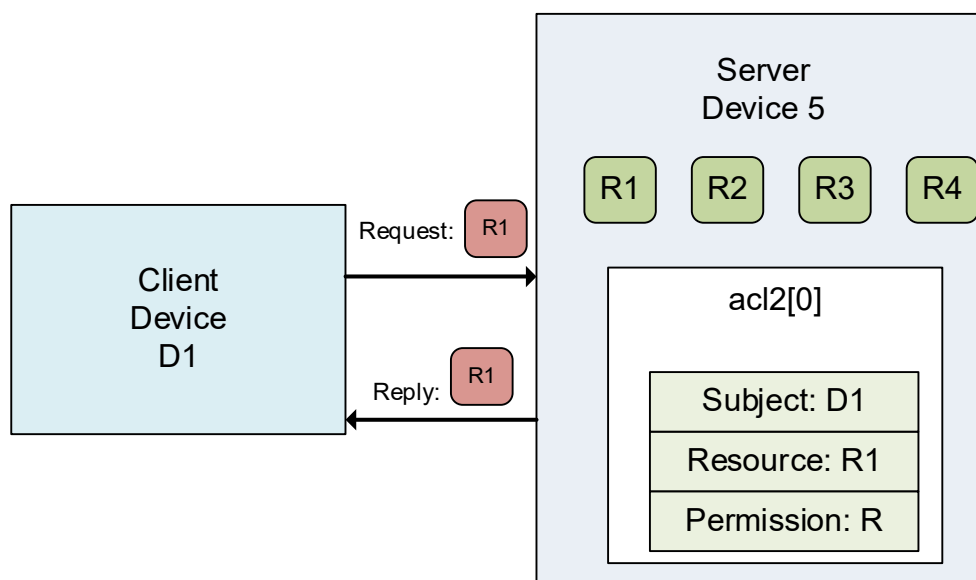 Server
Device 5
R1
R2
R3
R4
Request:
R1
Client
Device
D1
Reply:
R1
acl2[0]
Subject: D1
Resource: R1
Permission: R